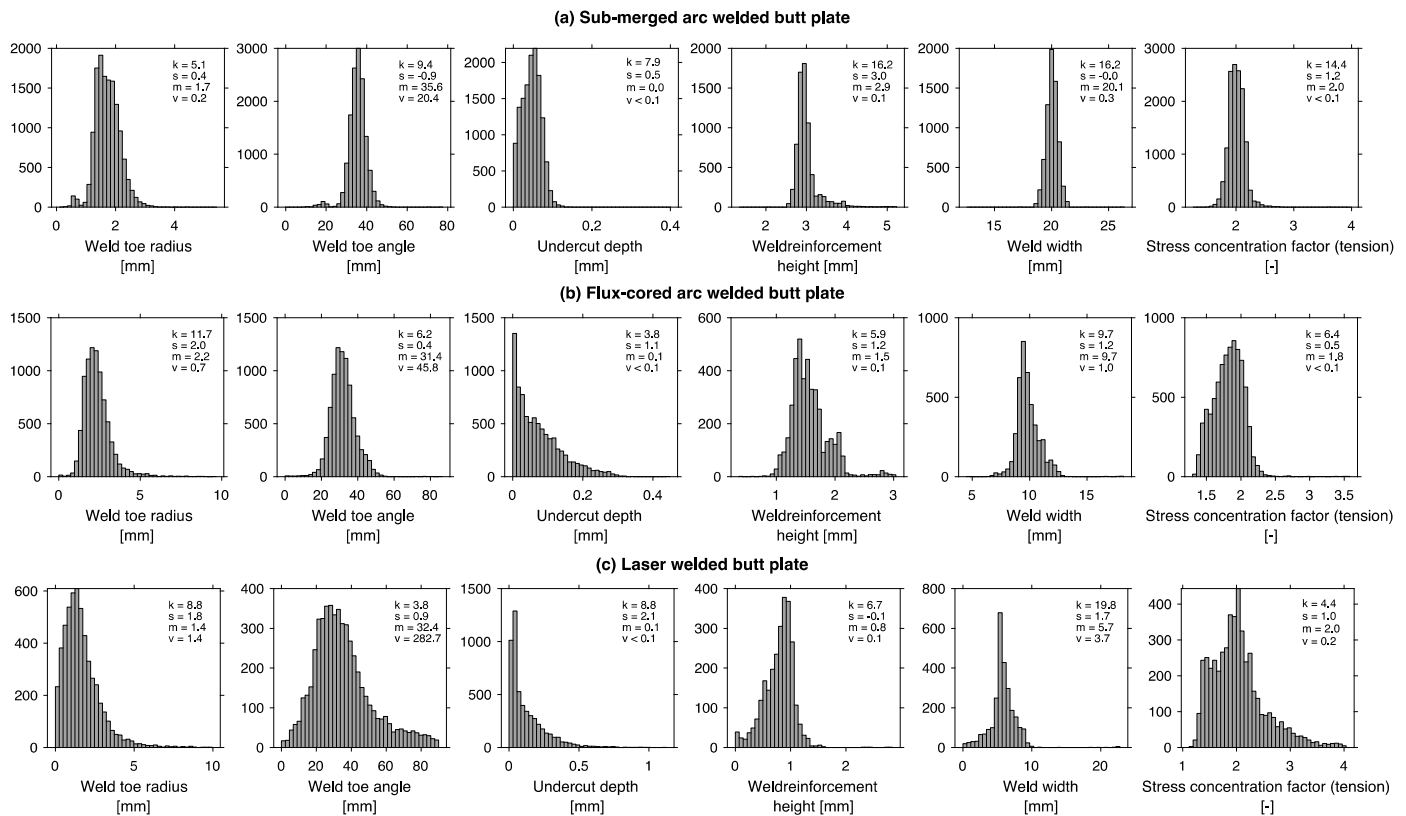 (a) Sub-merged arc welded butt plate
2000
1500
1000
500
0
0 2 4
k = 5.1
s = 0.4
m = 1.7
v = 0.2
Weld toe radius
[mm]
3000
2000
1000
0
0 20 40 60 80
k = 9.4
s = -0.9
m = 35.6
v = 20.4
Weld toe angle
[mm]
2000
1500
1000
500
0
0 0.2 0.4
k = 7.9
s = 0.5
m = 0.0
v < 0.1
Undercut depth
[mm]
2000
1500
1000
500
0
2 3 4 5
k = 16.2
s = 3.0
m = 2.9
v = 0.1
Weldreinforcement
height [mm]
2000
1500
1000
500
0
15 20 25
k = 16.2
s = -0.0
m = 20.1
v = 0.3
Weld width
[mm]
3000
2000
1000
0
2 3 4
k = 14.4
s = 1.2
m = 2.0
v < 0.1
Stress concentration factor (tension)
[-]
(b) Flux-cored arc welded butt plate
1500
1000
500
0
0 5 10
k = 11.7
s = 2.0
m = 2.2
v = 0.7
Weld toe radius
[mm]
1500
1000
500
0
0 20 40 60 80
k = 6.2
s = 0.4
m = 31.4
v = 45.8
Weld toe angle
[mm]
1500
1000
500
0
0 0.2 0.4
k = 3.8
s = 1.1
m = 0.1
v < 0.1
Undercut depth
[mm]
600
400
200
0
1 2 3
k = 5.9
s = 1.2
m = 1.5
v = 0.1
Weldreinforcement
height [mm]
1000
500
0
5 10 15
k = 9.7
s = 1.2
m = 9.7
v = 1.0
Weld width
[mm]
1000
500
0
1.5 2 2.5 3 3.5
k = 6.4
s = 0.5
m = 1.8
v < 0.1
Stress concentration factor (tension)
[-]
(c) Laser welded butt plate
600
400
200
0
0 5 10
k = 8.8
s = 1.8
m = 1.4
v = 1.4
Weld toe radius
[mm]
400
300
200
100
0
0 20 40 60 80
k = 3.8
s = 0.9
m = 32.4
v = 282.7
Weld toe angle
[mm]
1500
1000
500
0
0 0.5 1
k = 8.8
s = 2.1
m = 0.1
v < 0.1
Undercut depth
[mm]
400
300
200
100
0
0 1 2
k = 6.7
s = -0.1
m = 0.8
v = 0.1
Weldreinforcement
height [mm]
800
600
400
200
0
0 10 20
k = 19.8
s = 1.7
m = 5.7
v = 3.7
Weld width
[mm]
400
300
200
100
0
1 2 3 4
k = 4.4
s = 1.0
m = 2.0
v = 0.2
Stress concentration factor (tension)
[-]